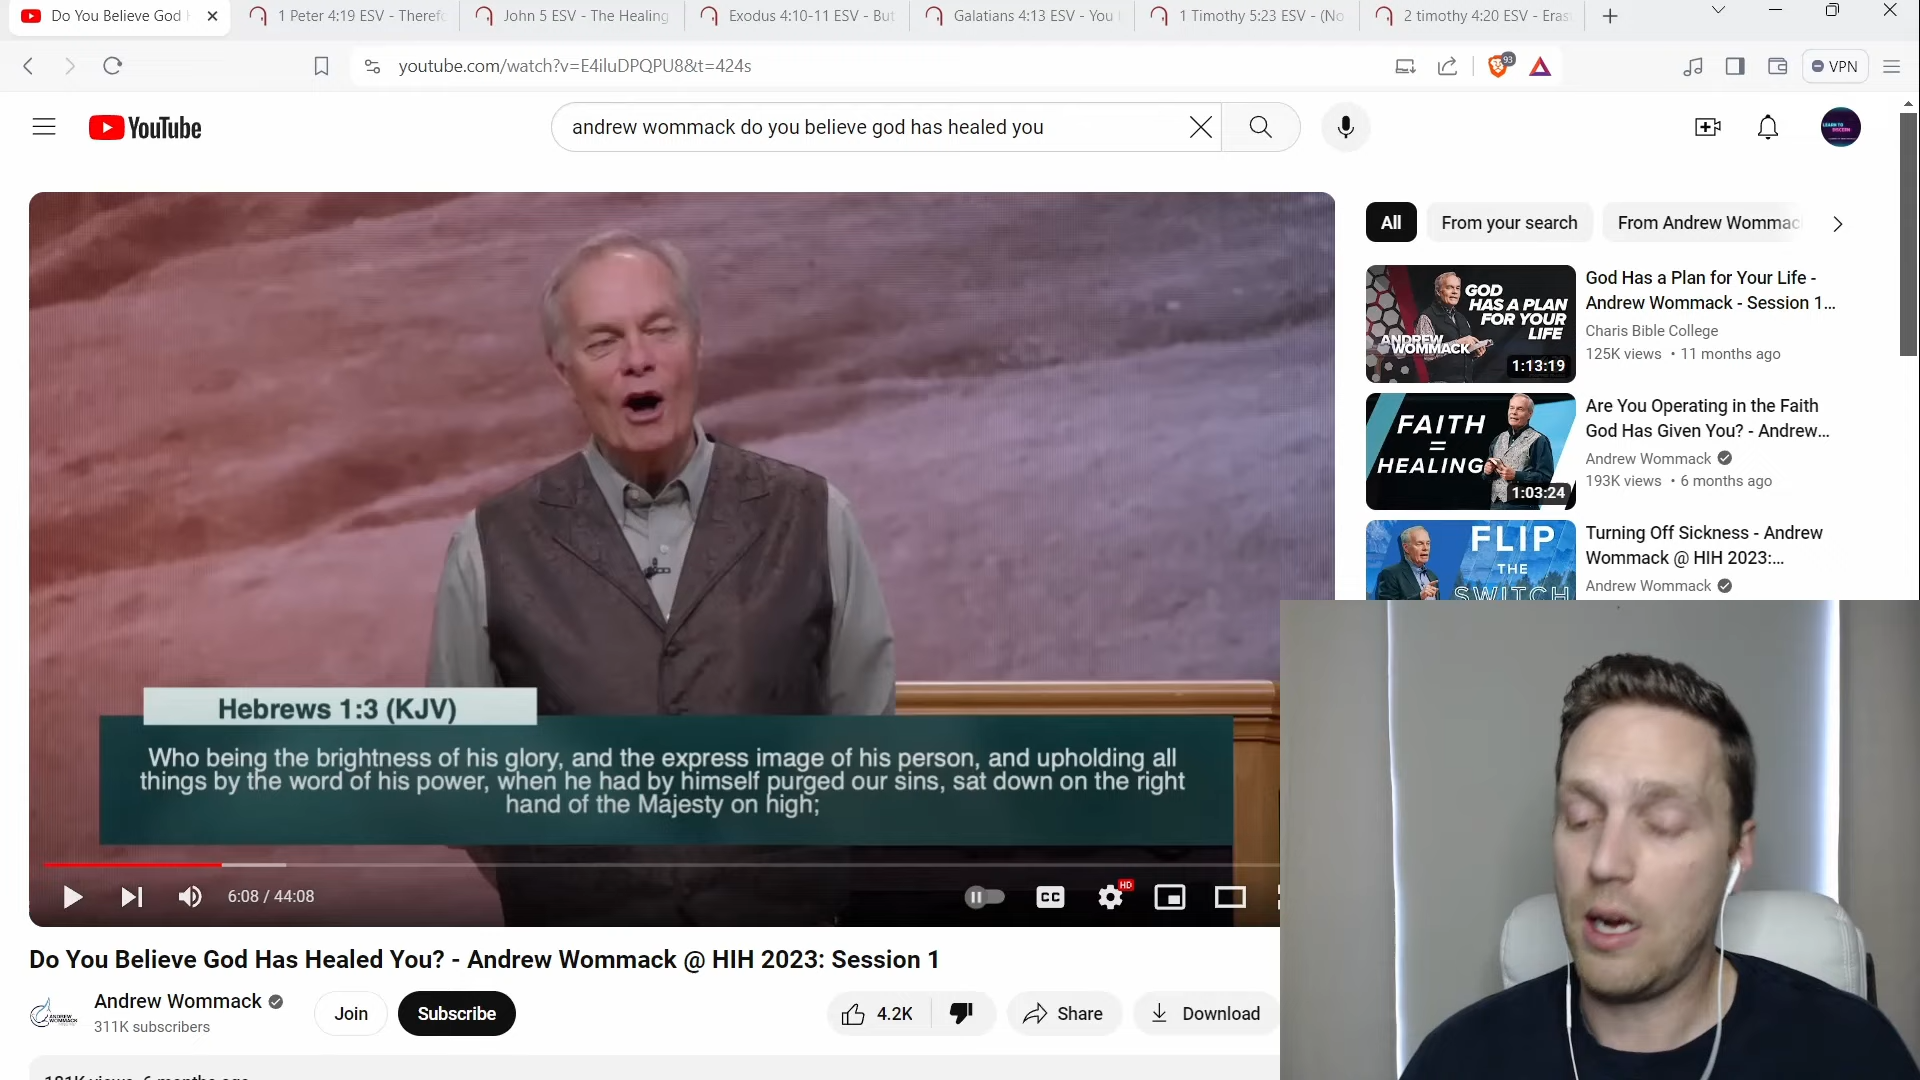 Do You Believe God
1 Peter 4:19 ESV - Therefo
John 5 ESV - The Healing
Exodus 4:10-11 ESV - But
Galatians 4:13 ESV - You
1 Timothy 5:23 ESV - (No
2 timothy 4:20 ESV - Eras
youtube.com/watch?v=E4iluDPQPU8&t=424s
93
VPN
YouTube
andrew wommack do you believe god has healed you
All
From your search
From Andrew Wommac
GOD
HAS A PLAN
FOR YOUR
LIFE
ANDREW
WOMMACK
1:13:19
God Has a Plan for Your Life -
Andrew Wommack - Session 1...
Charis Bible College
125K views • 11 months ago
FAITH
=
HEALING
1:03:24
Are You Operating in the Faith
God Has Given You? - Andrew...
Andrew Wommack
193K views • 6 months ago
FLIP
THE
SWITCH
Turning Off Sickness - Andrew
Wommack @ HIH 2023:...
Andrew Wommack
Hebrews 1:3 (KJV)
Who being the brightness of his glory, and the express image of his person, and upholding all
things by the word of his power, when he had by himself purged our sins, sat down on the right
hand of the Majesty on high;
6:08 / 44:08
CC
HD
Do You Believe God Has Healed You? - Andrew Wommack @ HIH 2023: Session 1
Andrew Wommack
311K subscribers
Join
Subscribe
4.2K
Share
Download
181K views 6 months ago